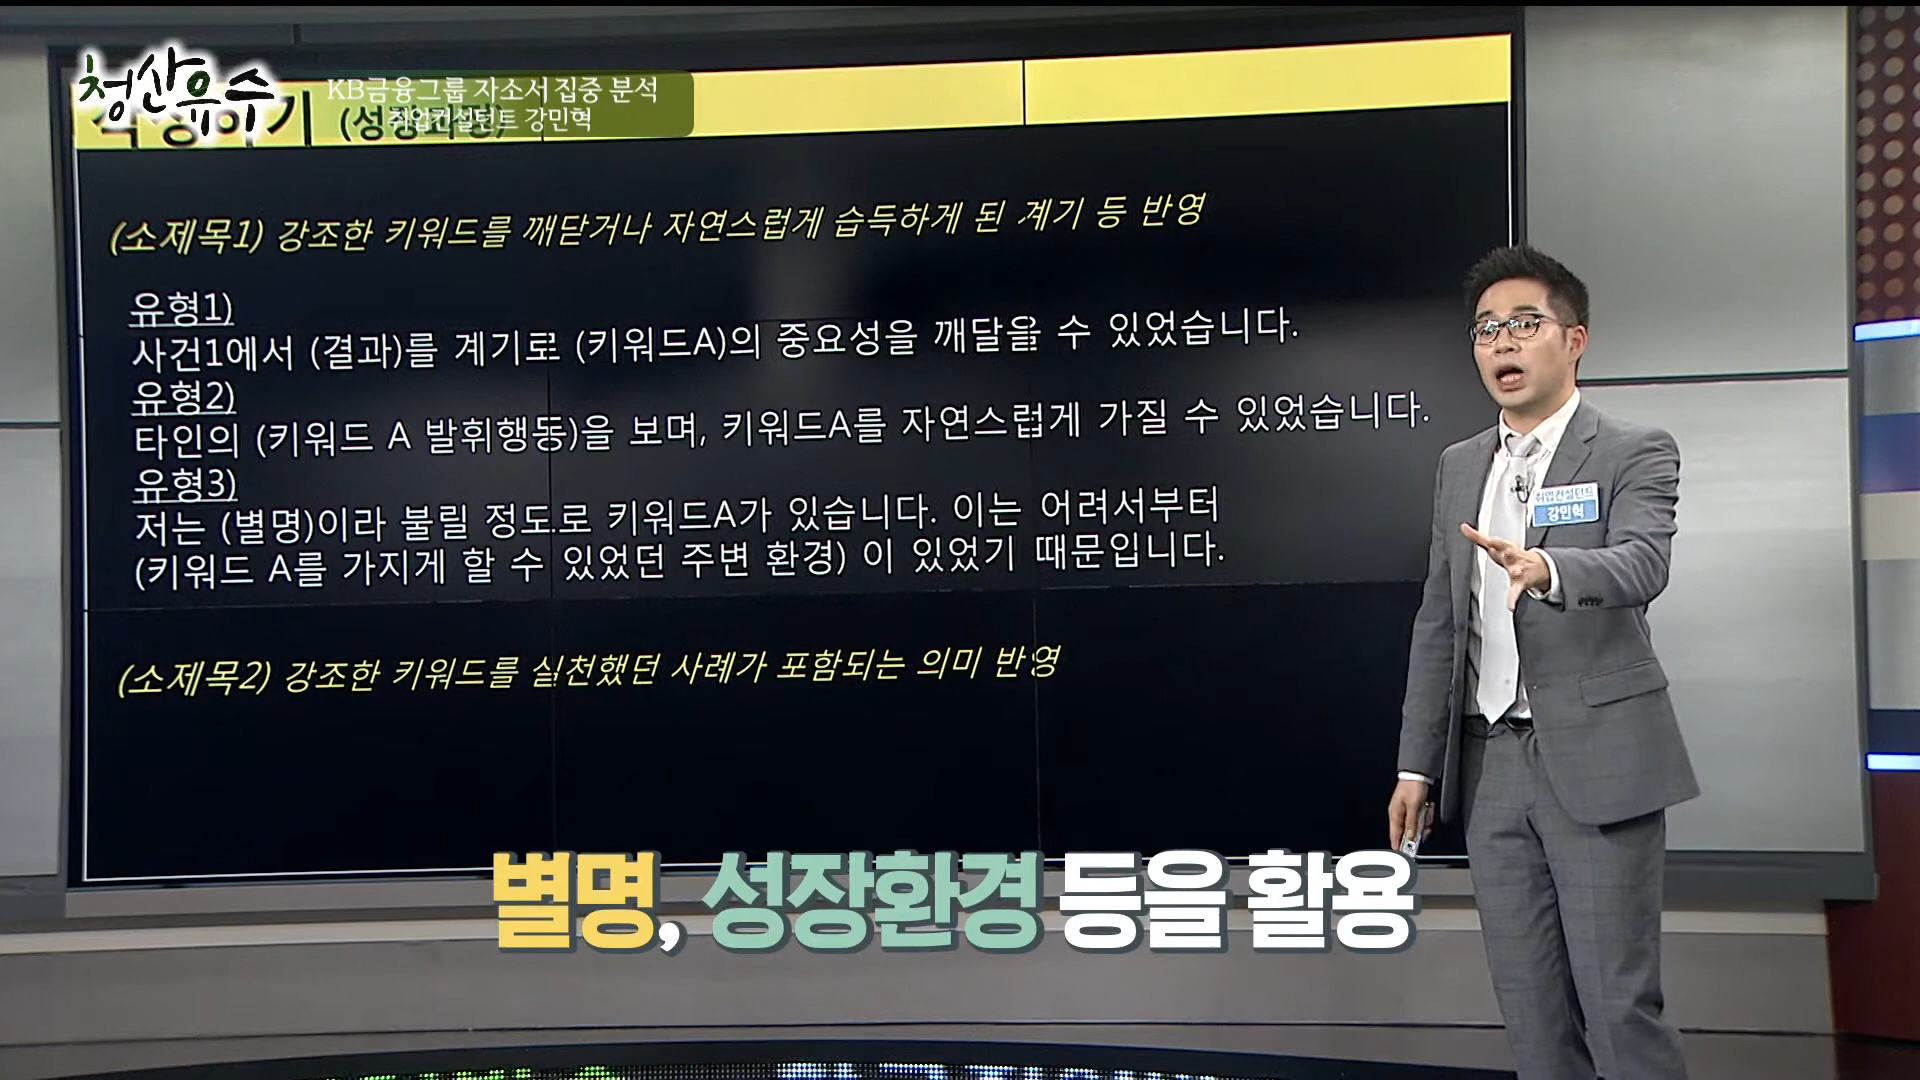 청산유수
KB금융그룹 자소서 집중 분석
취업컨설턴트 강민혁
(성장과정)
(소제목1) 강조한 키워드를 깨닫거나 자연스럽게 습득하게 된 계기 등 반영
유형1)
사건1에서 (결과)를 계기로 (키워드A)의 중요성을 깨달을 수 있었습니다.
유형2)
타인의 (키워드 A 발휘행동)을 보며, 키워드A를 자연스럽게 가질 수 있었습니다.
유형3)
저는 (별명)이라 불릴 정도로 키워드A가 있습니다. 이는 어려서부터
(키워드 A를 가지게 할 수 있었던 주변 환경) 이 있었기 때문입니다.
(소제목2) 강조한 키워드를 실천했던 사례가 포함되는 의미 반영
취업컨설턴트
강민혁
별명, 성장환경 등을 활용